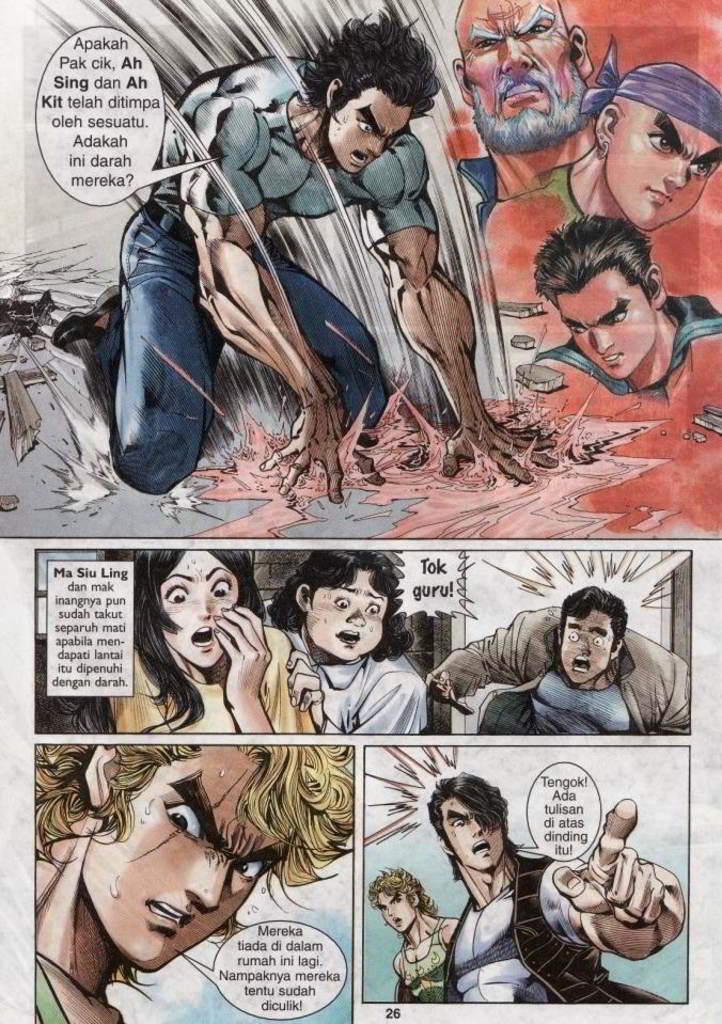 Apakah
Pak cik, Ah
Sing dan Ah
Kit telah ditimpa
oleh sesuatu.
Adakah
ini darah
mereka?
Ma Siu Ling
dan mak
inangnya pun
sudah takut
separuh mati
apabila men-
dapati lantai
itu dipenuhi
dengan darah.
Tok
guru!
Mereka
tiada di dalam
rumah ini lagi.
Nampaknya mereka
tentu sudah
diculik!
Tengok!
Ada
tulisan
di atas
dinding
itu!
26